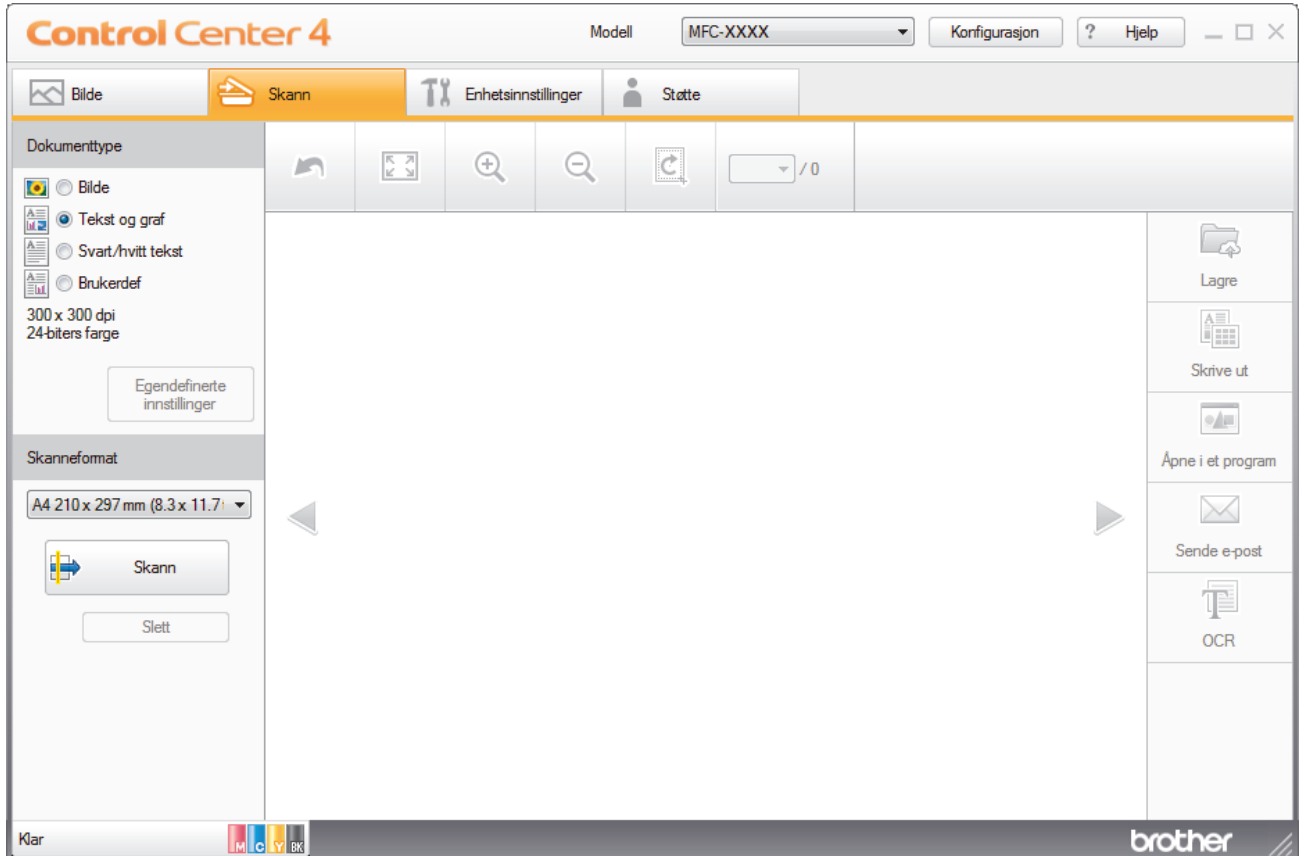 Control Center 4
Modell
MFC-XXXX
Konfigurasjon
? Hjelp
Bilde
Skann
Enhetsinnstillinger
Støtte
Dokumenttype
Bilde
Tekst og graf
Svart/hvitt tekst
Brukerdef
300 x 300 dpi
24-biters farge
Egendefinerte
innstillinger
Skanneformat
A4 210 x 297 mm (8.3 x 11.7
Skann
Slett
/ 0
Lagre
Skrive ut
Åpne i et program
Sende e-post
OCR
Klar
M C Y BK
brother